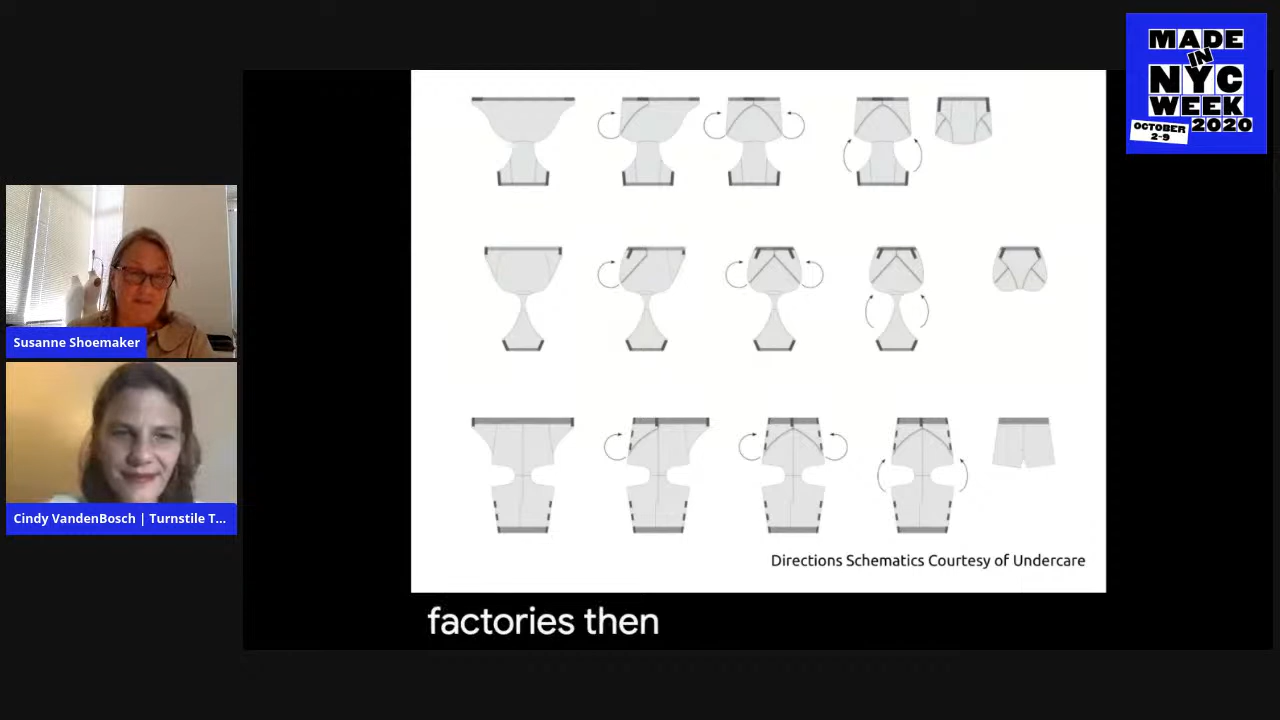 MADE
IN
NYC
WEEK
OCTOBER
2-9
2020
Susanne Shoemaker
Cindy VandenBosch | Turnstile T...
Directions Schematics Courtesy of Undercare
factories then